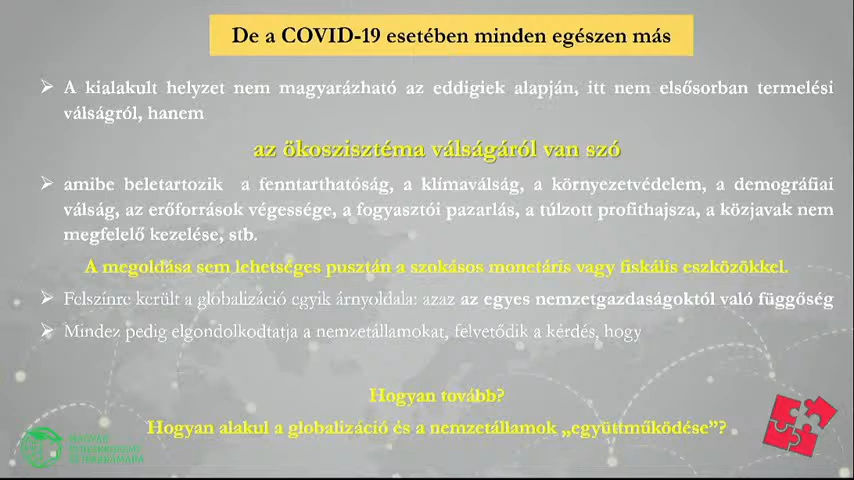 De a COVID-19 esetében minden egészen más
A kialakult helyzet nem magyarázható az eddigiek alapján, itt nem elsősorban termelési
válságról, hanem
az ökoszisztéma válságáról van szó
amibe beletartozik a fenntarthatóság, a klímaválság, a környezetvédelem, a demográfiai
válság, az erőforrások végessége, a fogyasztói pazarlás, a túlzott profithajsza, a közjavak nem
megfelelő kezelése, stb.
A megoldása sem lehetséges pusztán a szokásos monetáris vagy fiskális eszközökkel.
Felszínre került a globalizáció egyik árnyoldala: azaz az egyes nemzetgazdaságoktól való függőség
Mindez pedig elgondolkodtatja a nemzetállamokat, felvetődik a kérdés, hogy
Hogyan tovább?
Hogyan alakul a globalizáció és a nemzetállamok „együttműködése”?
MAGYAR